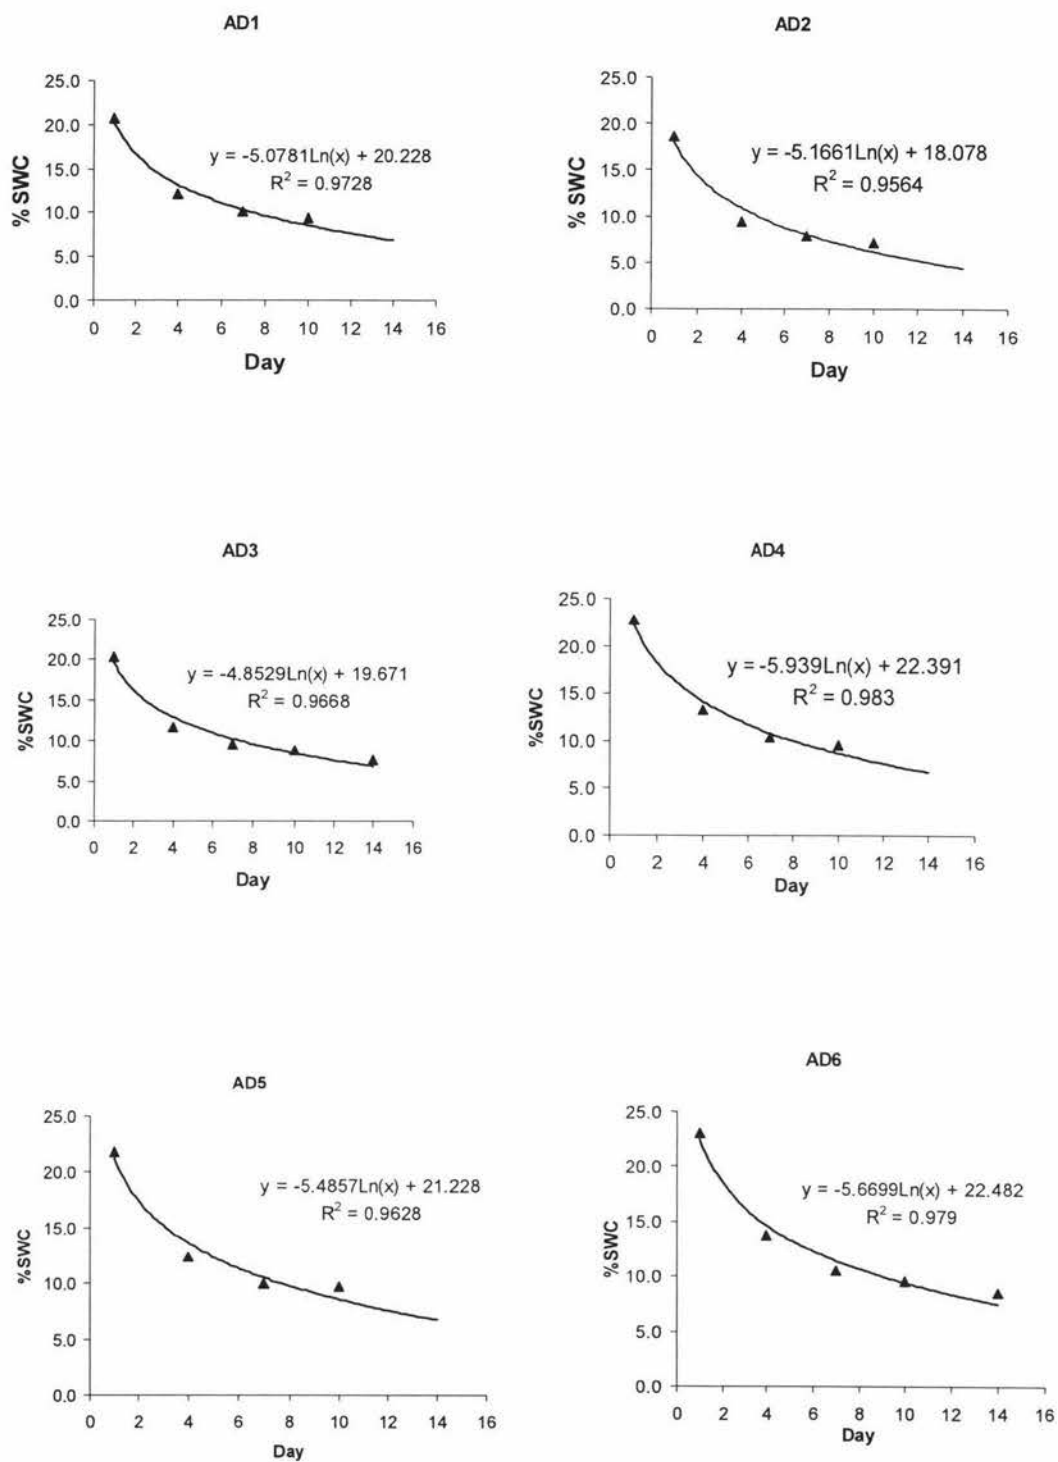 AD1
25.0
20.0
15.0
10.0
5.0
0.0
% SWC
y = -5.0781Ln(x) + 20.228
R² = 0.9728
0 2 4 6 8 10 12 14 16
Day
AD2
25.0
20.0
15.0
10.0
5.0
0.0
% SWC
y = -5.1661Ln(x) + 18.078
R² = 0.9564
0 2 4 6 8 10 12 14 16
Day
AD3
25.0
20.0
15.0
10.0
5.0
0.0
%SWC
y = -4.8529Ln(x) + 19.671
R² = 0.9668
0 2 4 6 8 10 12 14 16
Day
AD4
25.0
20.0
15.0
10.0
5.0
0.0
%SWC
y = -5.939Ln(x) + 22.391
R² = 0.983
0 2 4 6 8 10 12 14 16
Day
AD5
25.0
20.0
15.0
10.0
5.0
0.0
%SWC
y = -5.4857Ln(x) + 21.228
R² = 0.9628
0 2 4 6 8 10 12 14 16
Day
AD6
25.0
20.0
15.0
10.0
5.0
0.0
%SWC
y = -5.6699Ln(x) + 22.482
R² = 0.979
0 2 4 6 8 10 12 14 16
Day